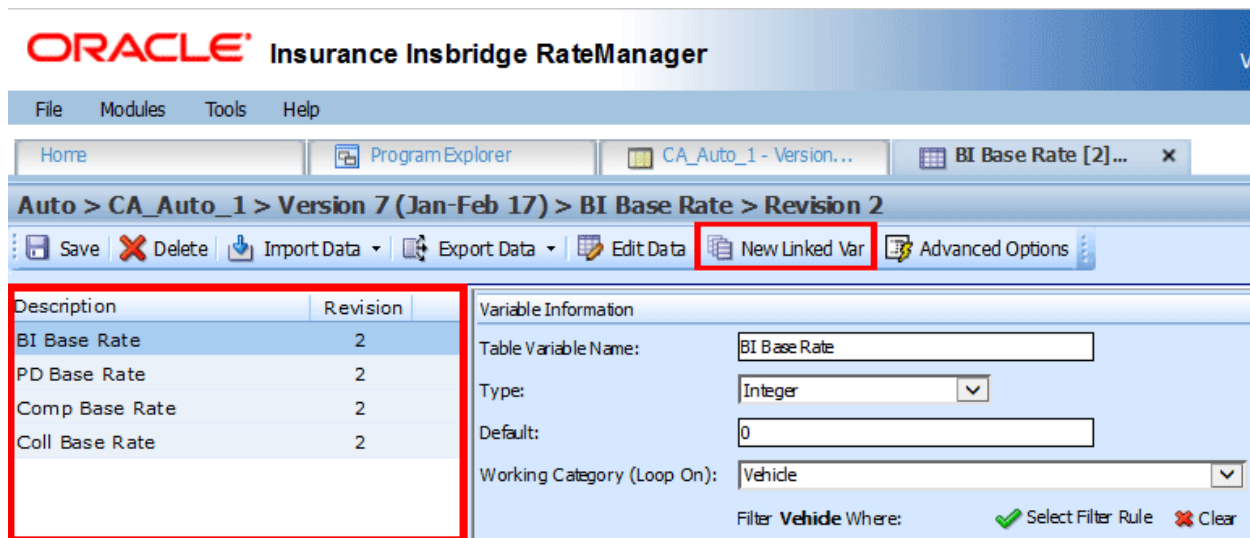 ORACLE Insurance Insbridge RateManager
V
File Modules Tools Help
Home Program Explorer CA_Auto_1 - Version... BI Base Rate [2]... ×
Auto > CA_Auto_1 > Version 7 (Jan-Feb 17) > BI Base Rate > Revision 2
Save Delete Import Data Export Data Edit Data New Linked Var Advanced Options
Description Revision
BI Base Rate 2
PD Base Rate 2
Comp Base Rate 2
Coll Base Rate 2
Variable Information
Table Variable Name: BI Base Rate
Type: Integer
Default: 0
Working Category (Loop On): Vehicle
Filter Vehicle Where: Select Filter Rule Clear